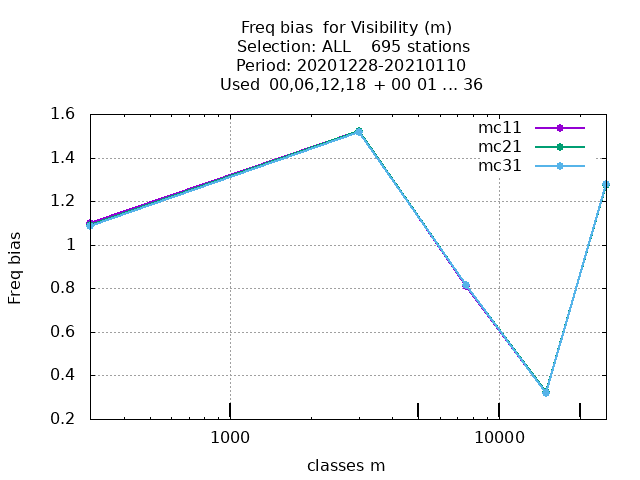 Freq bias  for Visibility (m)
Selection: ALL    695 stations
Period: 20201228-20210110
Used 00,06,12,18 + 00 01 ... 36
mc11
mc21
mc31
1.6
1.4
1.2
1
0.8
0.6
0.4
0.2
Freq bias
1000
10000
classes m